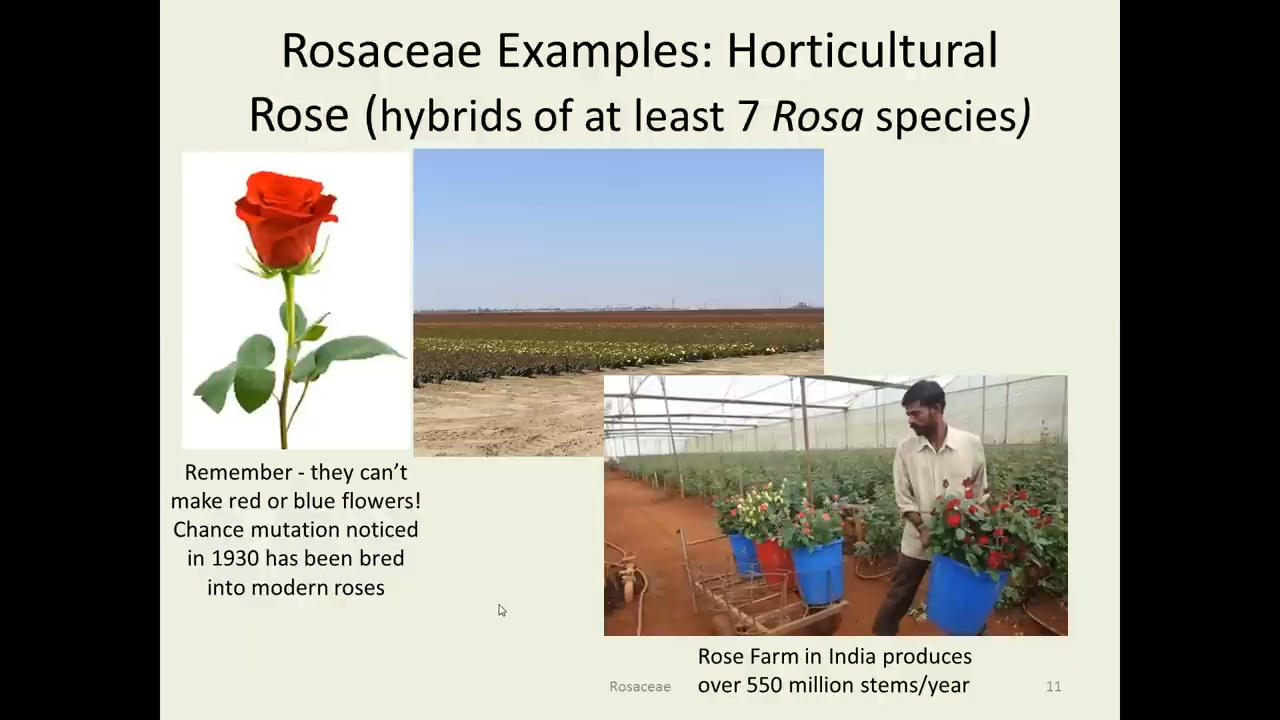 Rosaceae Examples: Horticultural
Rose (hybrids of at least 7 Rosa species)
Remember - they can’t
make red or blue flowers!
Chance mutation noticed
in 1930 has been bred
into modern roses
Rose Farm in India produces
over 550 million stems/year
Rosaceae
11